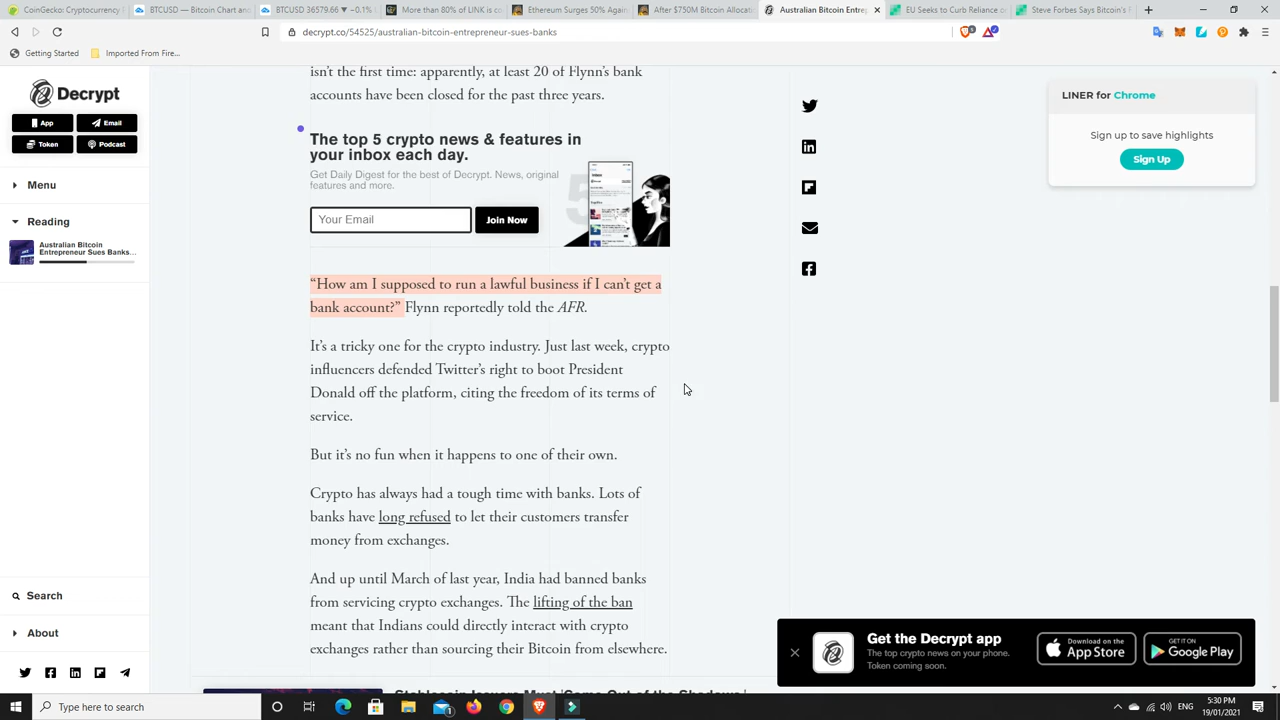 CoinGecko Cryptocurrency F
BTCUSD — Bitcoin Chart and
BTCUSD 36579.66 ▼ −0.1%
More than 80% of LINK is co
Ethereum Surges 50% Again
After $750M Bitcoin Allocatio
Australian Bitcoin Entrep
EU Seeks to Curb Reliance o
Steve Forbes Says Bitcoin's F
decrypt.co/54525/australian-bitcoin-entrepreneur-sues-banks
Getting Started
Imported From Fire...
Decrypt
App
Email
Token
Podcast
Menu
Reading
Australian Bitcoin
Entrepreneur Sues Banks...
Search
About
isn't the first time: apparently, at least 20 of Flynn's bank
accounts have been closed for the past three years.
The top 5 crypto news & features in
your inbox each day.
Get Daily Digest for the best of Decrypt. News, original
features and more.
Your Email
Join Now
“How am I supposed to run a lawful business if I can’t get a
bank account?” Flynn reportedly told the AFR.
It’s a tricky one for the crypto industry. Just last week, crypto
influencers defended Twitter’s right to boot President
Donald off the platform, citing the freedom of its terms of
service.
But it’s no fun when it happens to one of their own.
Crypto has always had a tough time with banks. Lots of
banks have long refused to let their customers transfer
money from exchanges.
And up until March of last year, India had banned banks
from servicing crypto exchanges. The lifting of the ban
meant that Indians could directly interact with crypto
exchanges rather than sourcing their Bitcoin from elsewhere.
LINER for Chrome
Sign up to save highlights
Sign Up
Get the Decrypt app
The top crypto news on your phone.
Token coming soon.
Download on the
App Store
GET IT ON
Google Play
Type here to search
ENG
5:30 PM
19/01/2021